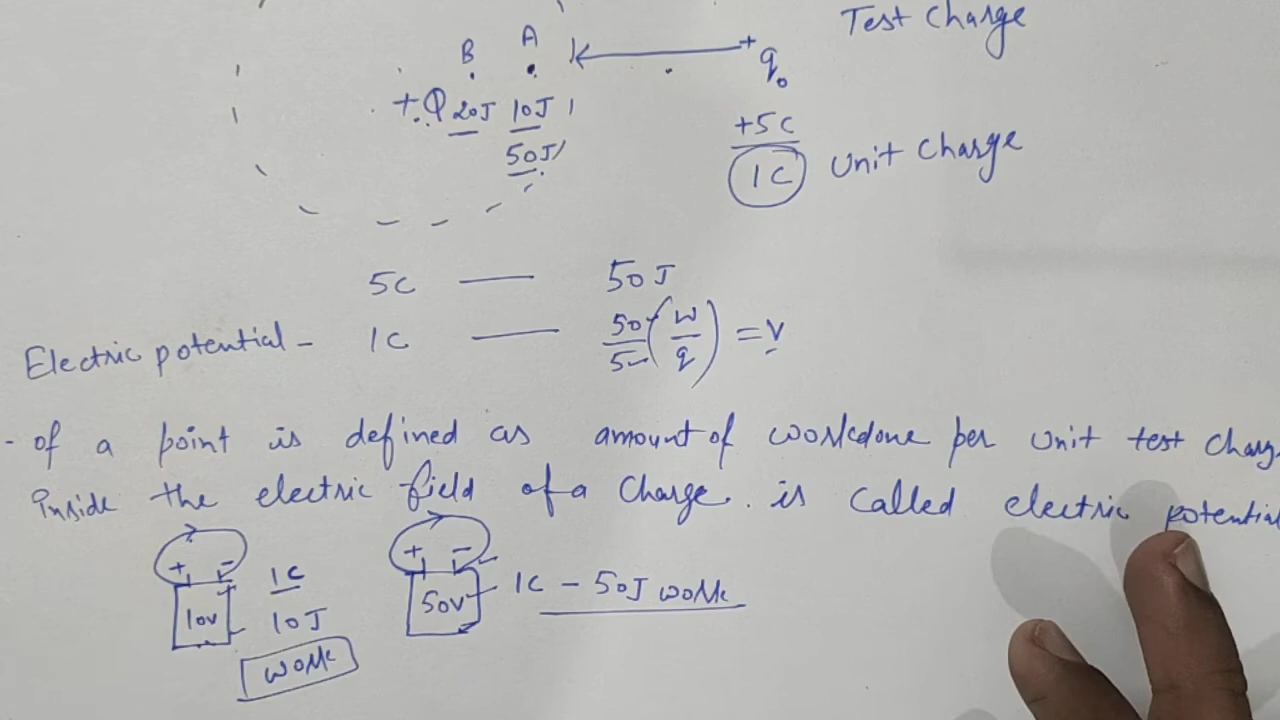 Test Charge
B A + q₀
+Q 20J 10J
+5C
50J
1C Unit Charge
5C — 50J
Electric potential - 1C — 50/5 (W/q) = V
- of a point is defined as amount of workdone per unit test charg
inside the electric field of a Charge. is called electric potential
+ - + -
10V 1C 50V 1C - 50J work
10J
work